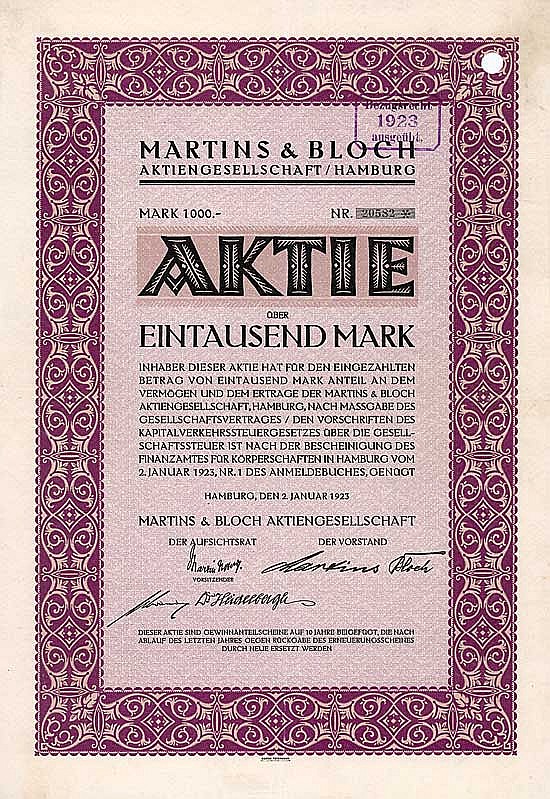 Bezugsrecht
1923
ausgeübt.
MARTINS & BLOCH
AKTIENGESELLSCHAFT / HAMBURG
MARK 1000.- NR. 20582 *
AKTIE
ÜBER
EINTAUSEND MARK
INHABER DIESER AKTIE HAT FÜR DEN EINGEZAHLTEN
BETRAG VON EINTAUSEND MARK ANTEIL AN DEM
VERMÖGEN UND DEM ERTRAGE DER MARTINS & BLOCH
AKTIENGESELLSCHAFT, HAMBURG, NACH MASSGABE DES
GESELLSCHAFTSVERTRAGES / DEN VORSCHRIFTEN DES
KAPITALVERKEHRSSTEUERGESETZES ÜBER DIE GESELL-
SCHAFTSSTEUER IST NACH DER BESCHEINIGUNG DES
FINANZAMTES FÜR KÖRPERSCHAFTEN IN HAMBURG VOM
2. JANUAR 1923, NR. 1 DES ANMELDEBUCHES, GENÜGT
HAMBURG, DEN 2. JANUAR 1923
MARTINS & BLOCH AKTIENGESELLSCHAFT
DER AUFSICHTSRAT DER VORSTAND
Martin Martins Bloch
VORSITZENDER
DIESER AKTIE SIND GEWINNANTEILSCHEINE AUF 10 JAHRE BEIGEFÜGT, DIE NACH
ABLAUF DES LETZTEN JAHRES GEGEN RÜCKGABE DES ERNEUERUNGSSCHEINES
DURCH NEUE ERSETZT WERDEN